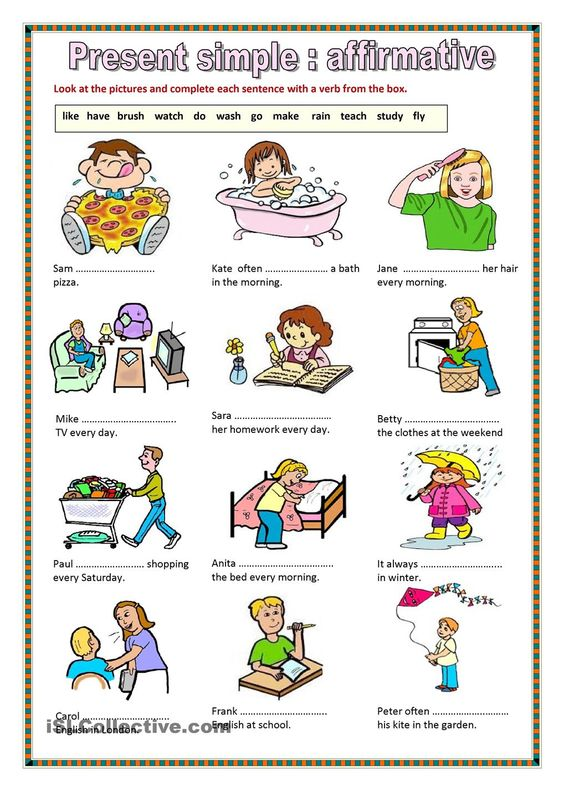 Present simple : affirmative
Look at the pictures and complete each sentence with a verb from the box.
like have brush watch do wash go make rain teach study fly
Sam ...........................
pizza.
Kate often ........................ a bath
in the morning.
Jane ............................ her hair
every morning.
Mike ...................................
TV every day.
Sara ....................................
her homework every day.
Betty ...................................
the clothes at the weekend
Paul .......................... shopping
every Saturday.
Anita ...................................
the bed every morning.
It always ..............................
in winter.
Carol .................................
English in London.
Frank .................................
English at school.
Peter often .............................
his kite in the garden.
iSLCollective.com